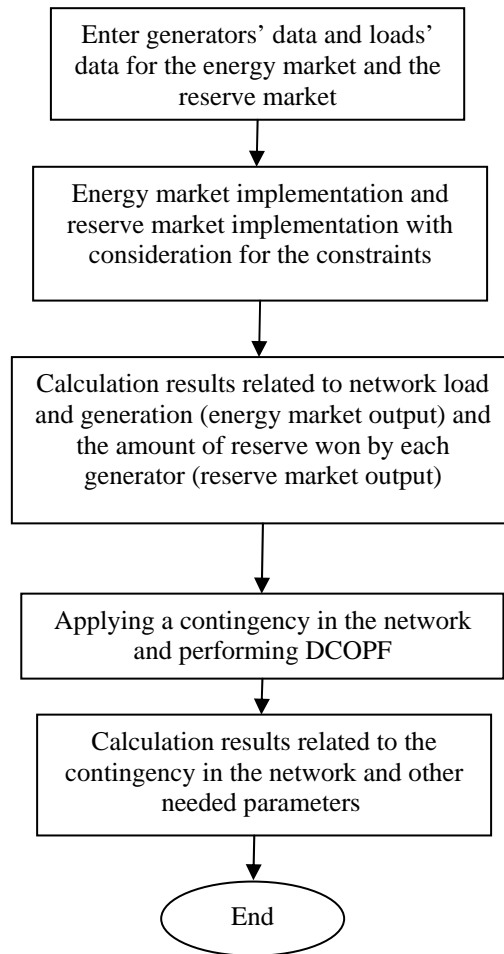 Enter generators’ data and loads’
data for the energy market and the
reserve market
Energy market implementation and
reserve market implementation with
consideration for the constraints
Calculation results related to network load
and generation (energy market output) and
the amount of reserve won by each
generator (reserve market output)
Applying a contingency in the network
and performing DCOPF
Calculation results related to the
contingency in the network and other
needed parameters
End